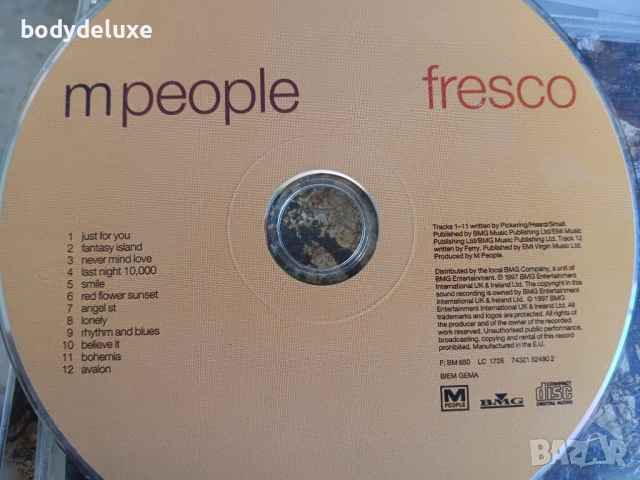 bodydeluxe
m people
fresco
1 just for you
2 fantasy island
3 never mind love
4 last night 10,000
5 smile
6 red flower sunset
7 angel st
8 lonely
9 rhythm and blues
10 believe it
11 bohemia
12 avalon
Tracks 1-11 written by Pickering/Heard/Small.
Published by BMG Music Publishing Ltd/EMI Music
Publishing Ltd/BMG Music Publishing Ltd. Track 12
written by Ferry. Published by EMI Virgin Music Ltd.
Produced by M People.
Distributed by the local BMG Company, a unit of
BMG Entertainment. ℗ 1997 BMG Entertainment
International UK & Ireland Ltd. The copyright in this
sound recording is owned by BMG Entertainment
International UK & Ireland Ltd. © 1997 BMG
Entertainment International UK & Ireland Ltd. All
trademarks and logos are protected. All rights of
the producer and of the owner of the recorded
work reserved. Unauthorised public performance,
broadcasting, copying and rental of this record
prohibited. Manufactured in the E.U.
F: BM 650 LC 1726 74321 52490 2
BIEM GEMA
M PEOPLE
BMG
COMPACT disc DIGITAL AUDIO
BAZAR